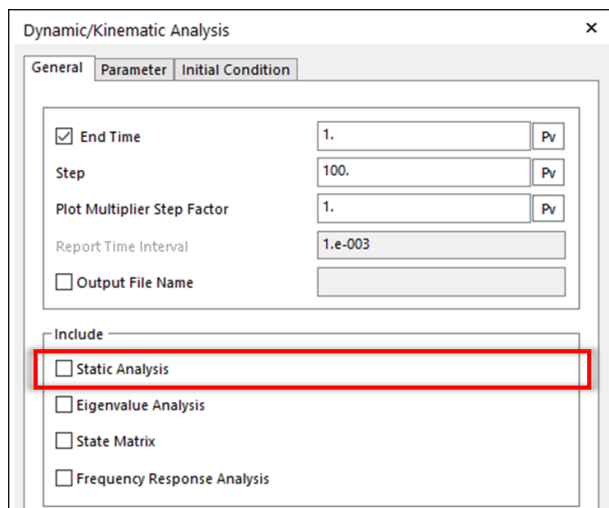 Dynamic/Kinematic Analysis
General Parameter Initial Condition
End Time 1. Pv
Step 100. Pv
Plot Multiplier Step Factor 1. Pv
Report Time Interval 1.e-003
Output File Name
Include
Static Analysis
Eigenvalue Analysis
State Matrix
Frequency Response Analysis